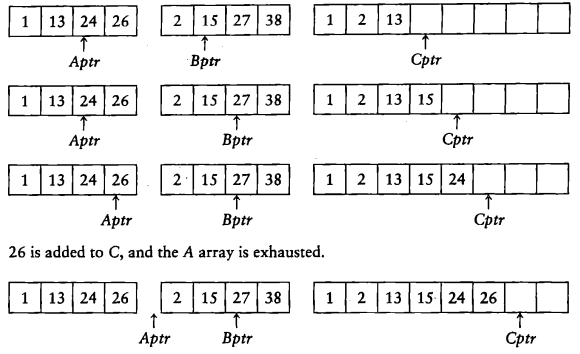 1 13 24 26 2 15 27 38 1 2 13
Aptr Bptr Cptr
1 13 24 26 2 15 27 38 1 2 13 15
Aptr Bptr Cptr
1 13 24 26 2 15 27 38 1 2 13 15 24
Aptr Bptr Cptr
26 is added to C, and the A array is exhausted.
1 13 24 26 2 15 27 38 1 2 13 15 24 26
Aptr Bptr Cptr